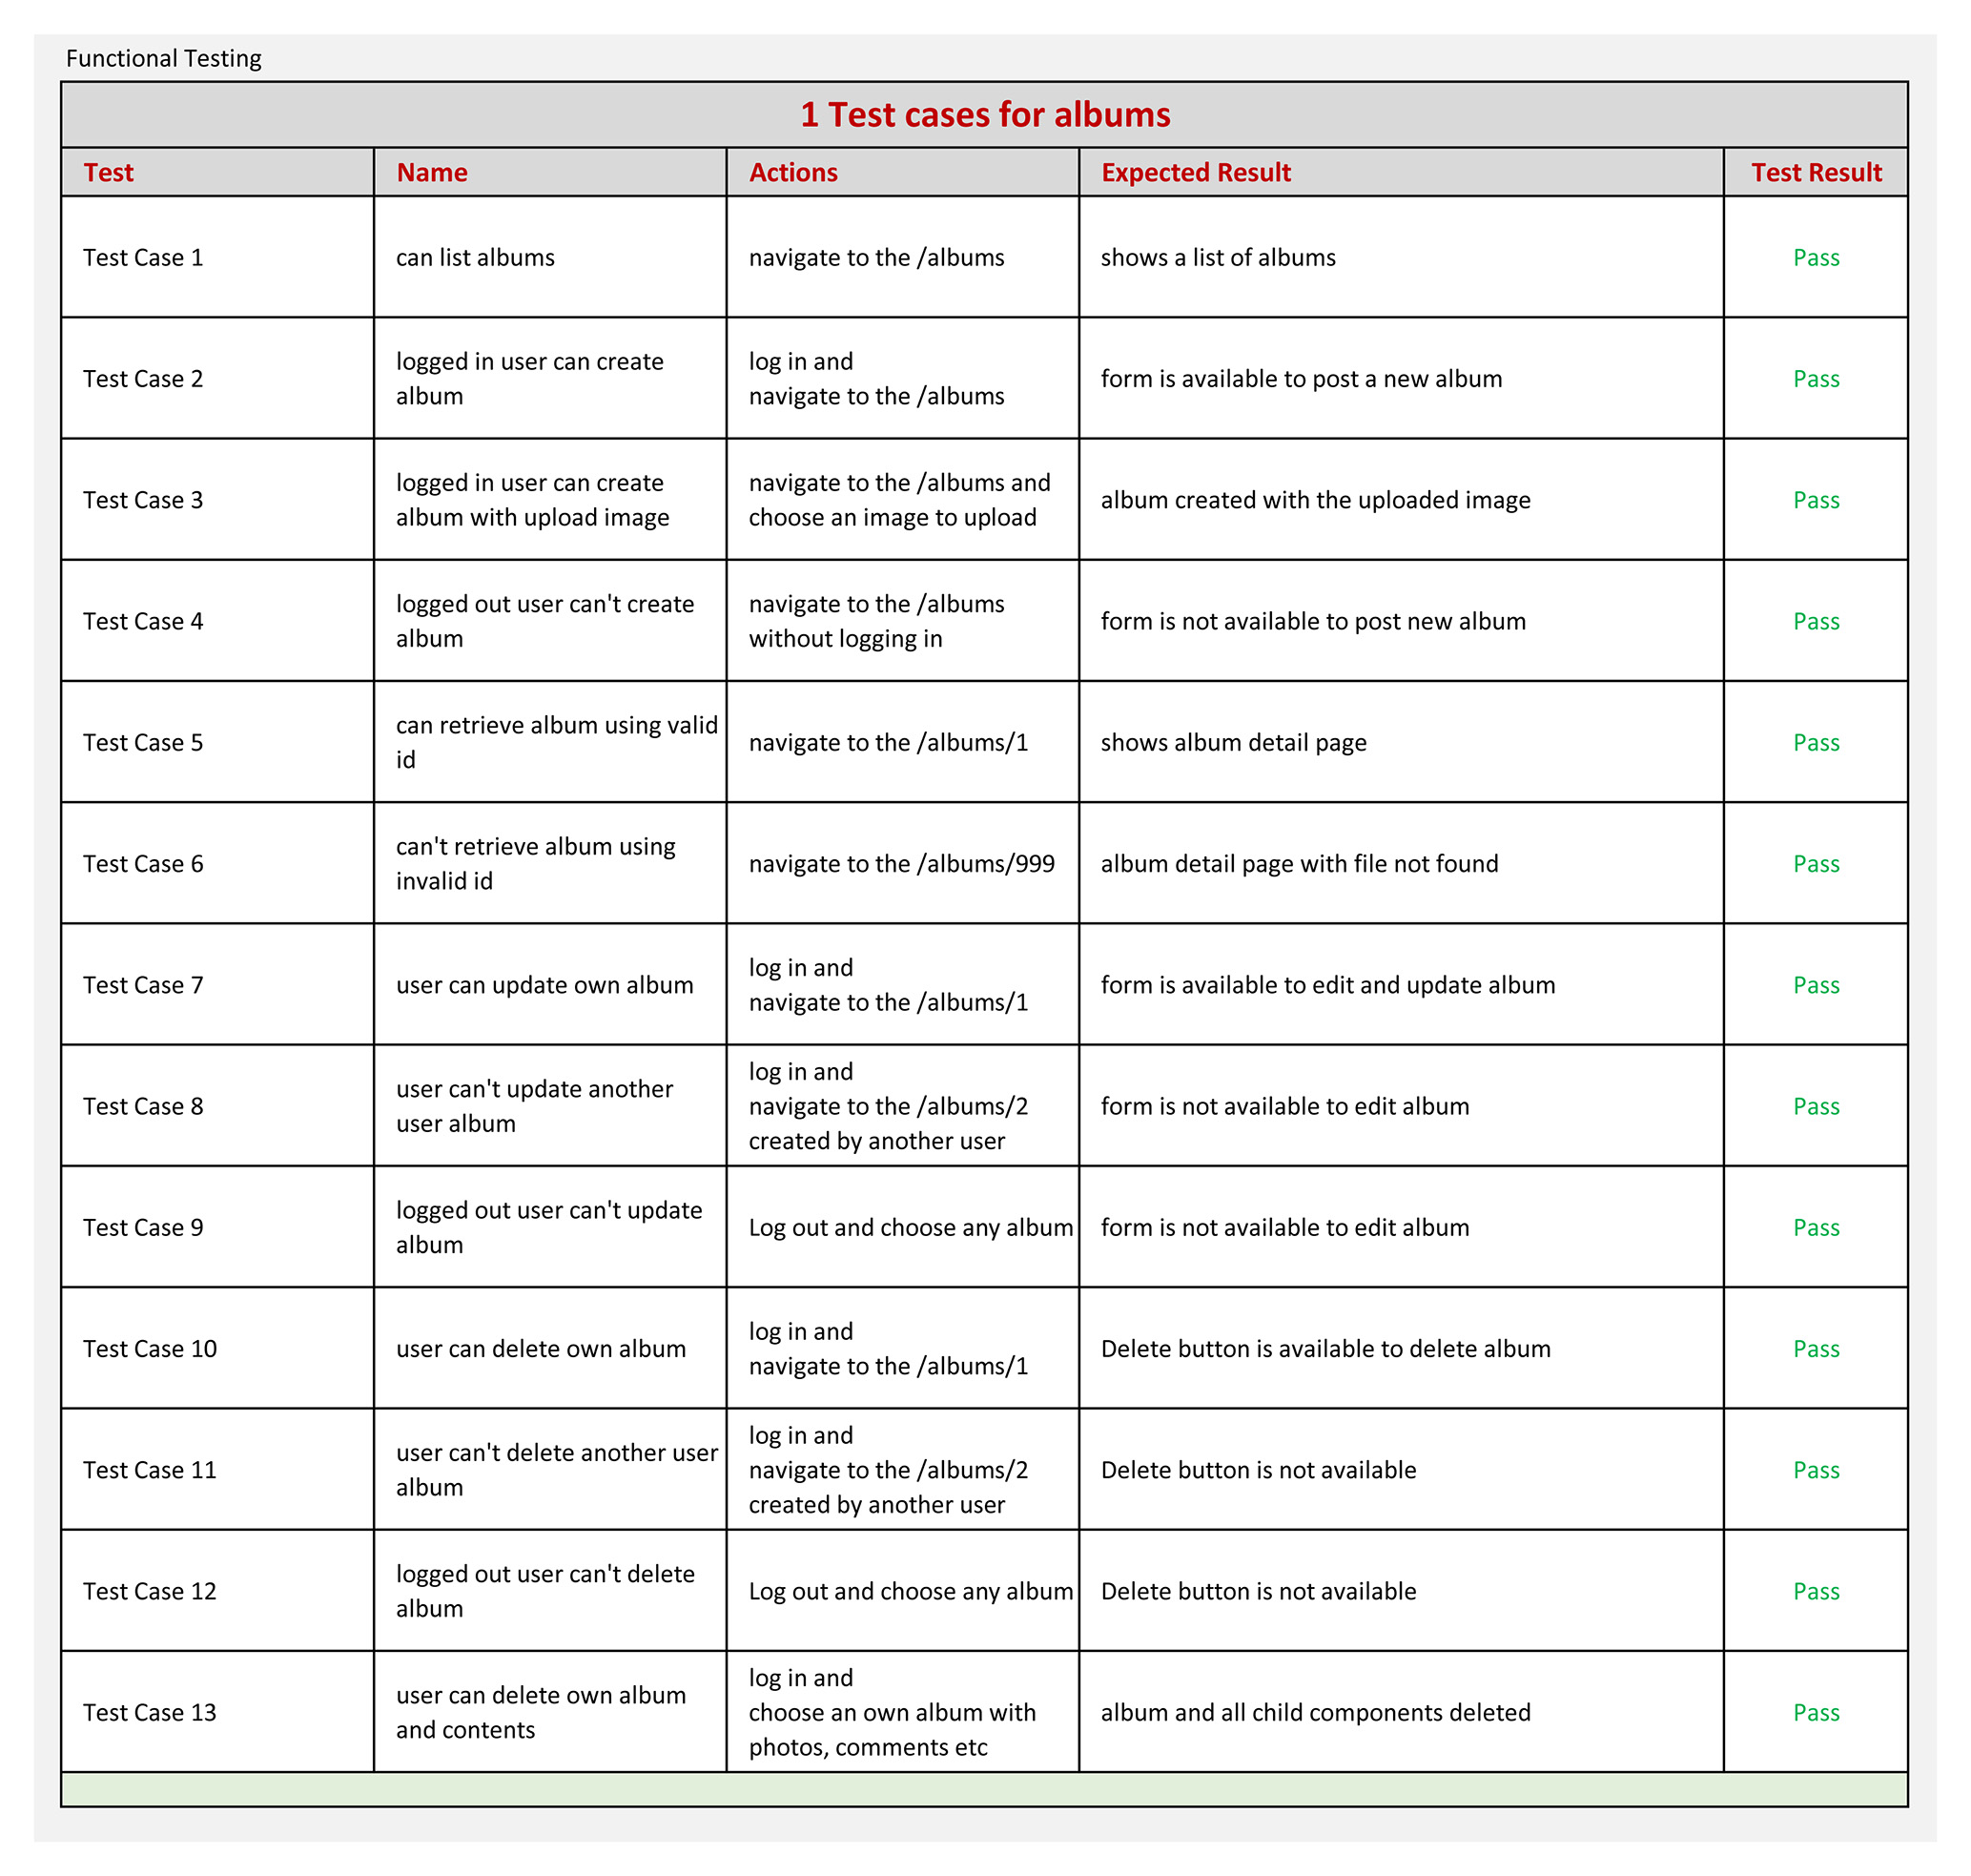 Functional Testing
1 Test cases for albums
Test Name Actions Expected Result Test Result
Test Case 1
can list albums
navigate to the /albums
shows a list of albums
Pass
Test Case 2
logged in user can create
album
log in and
navigate to the /albums
form is available to post a new album
Pass
Test Case 3
logged in user can create
album with upload image
navigate to the /albums and
choose an image to upload
album created with the uploaded image
Pass
Test Case 4
logged out user can't create
album
navigate to the /albums
without logging in
form is not available to post new album
Pass
Test Case 5
can retrieve album using valid
id
navigate to the /albums/1
shows album detail page
Pass
Test Case 6
can't retrieve album using
invalid id
navigate to the /albums/999
album detail page with file not found
Pass
Test Case 7
user can update own album
log in and
navigate to the /albums/1
form is available to edit and update album
Pass
Test Case 8
user can't update another
user album
log in and
navigate to the /albums/2
created by another user
form is not available to edit album
Pass
Test Case 9
logged out user can't update
album
Log out and choose any album
form is not available to edit album
Pass
Test Case 10
user can delete own album
log in and
navigate to the /albums/1
Delete button is available to delete album
Pass
Test Case 11
user can't delete another user
album
log in and
navigate to the /albums/2
created by another user
Delete button is not available
Pass
Test Case 12
logged out user can't delete
album
Log out and choose any album
Delete button is not available
Pass
Test Case 13
user can delete own album
and contents
log in and
choose an own album with
photos, comments etc
album and all child components deleted
Pass